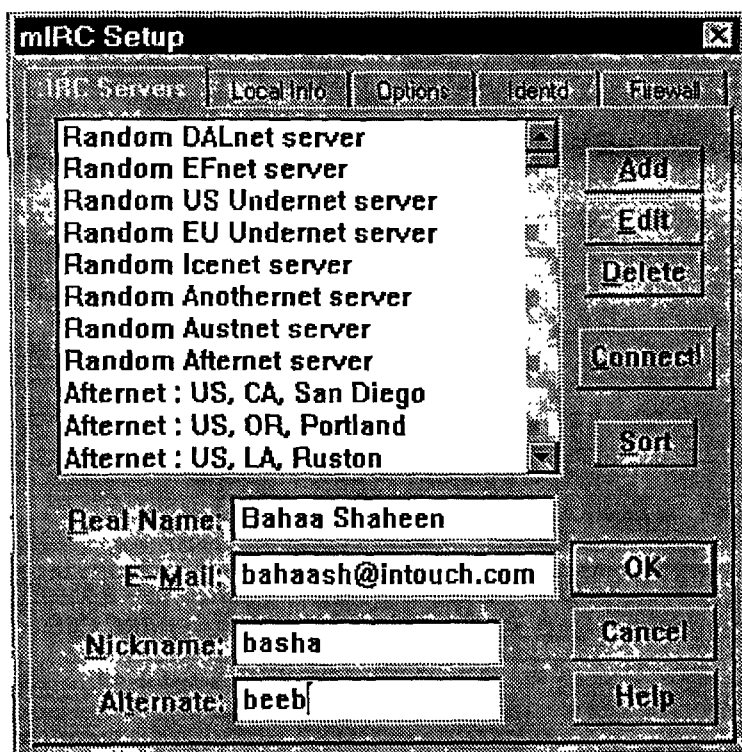 mIRC Setup
IRC Servers Local Info Options Identd Firewall
Random DALnet server
Random EFnet server
Random US Undernet server
Random EU Undernet server
Random Icenet server
Random Anothernet server
Random Austnet server
Random Afternet server
Afternet : US, CA, San Diego
Afternet : US, OR, Portland
Afternet : US, LA, Ruston
Add
Edit
Delete
Connect!
Sort
Real Name: Bahaa Shaheen
E-Mail: bahaash@intouch.com
Nickname: basha
Alternate: beeb
OK
Cancel
Help